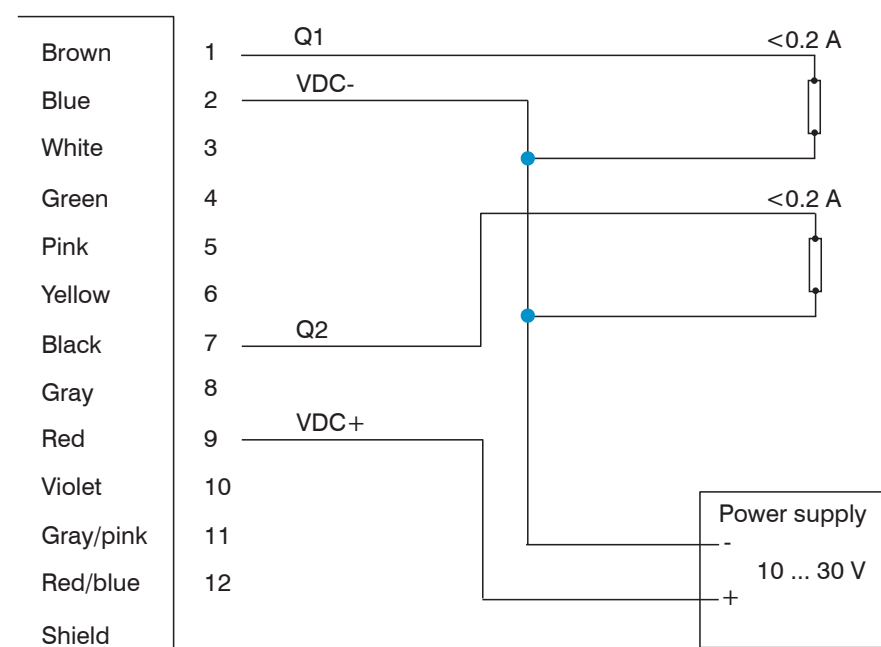 Q1
<0.2 A
Brown 1
VDC-
Blue 2
White 3
Green 4
<0.2 A
Pink 5
Yellow 6
Q2
Black 7
Gray 8
VDC+
Red 9
Violet 10
Power supply
Gray/pink 11
-
10 ... 30 V
Red/blue 12
+
Shield